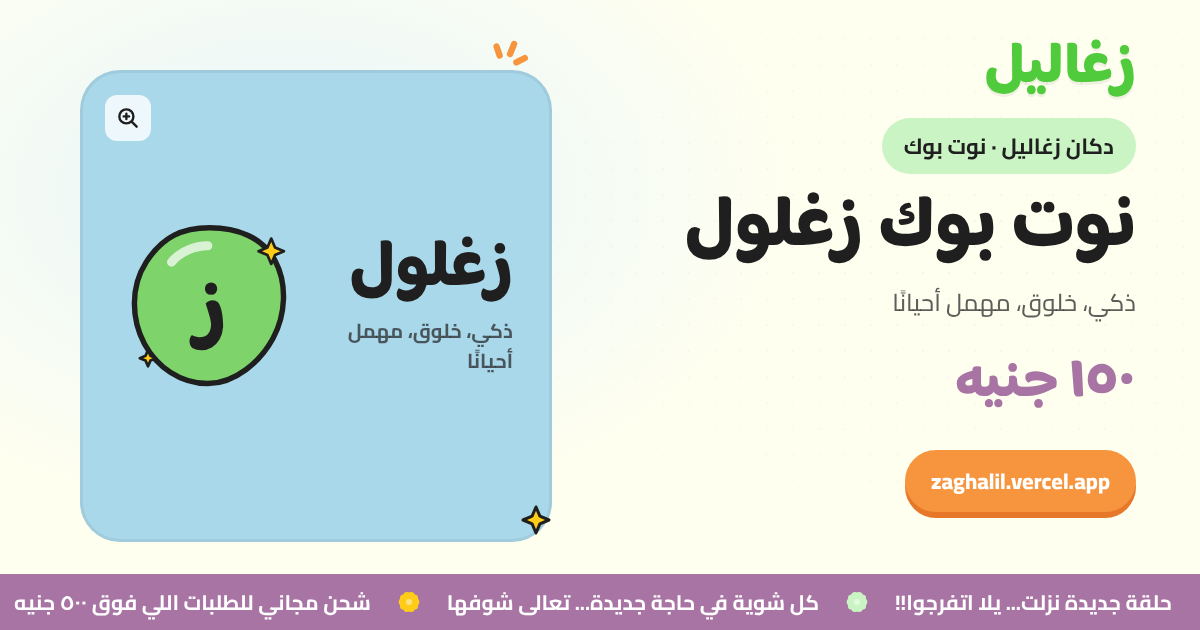 زغاليل
دكان زغاليل · نوت بوك
نوت بوك زغلول
ذكي، خلوق، مهمل أحيانًا
١٥٠ جنيه
zaghalil.vercel.app
زغلول
ذكي، خلوق، مهمل
أحيانًا
ز
حلقة جديدة نزلت... يلا اتفرجوا!! كل شوية في حاجة جديدة... تعالى شوفها شحن مجاني للطلبات اللي فوق ٥٠٠ جنيه